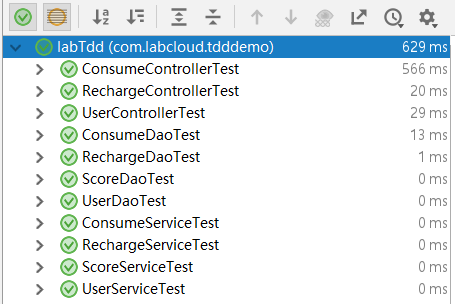 labTdd (com.labcloud.tdddemo) 629 ms
ConsumeControllerTest 566 ms
RechargeControllerTest 20 ms
UserControllerTest 29 ms
ConsumeDaoTest 13 ms
RechargeDaoTest 1 ms
ScoreDaoTest 0 ms
UserDaoTest 0 ms
ConsumeServiceTest 0 ms
RechargeServiceTest 0 ms
ScoreServiceTest 0 ms
UserServiceTest 0 ms